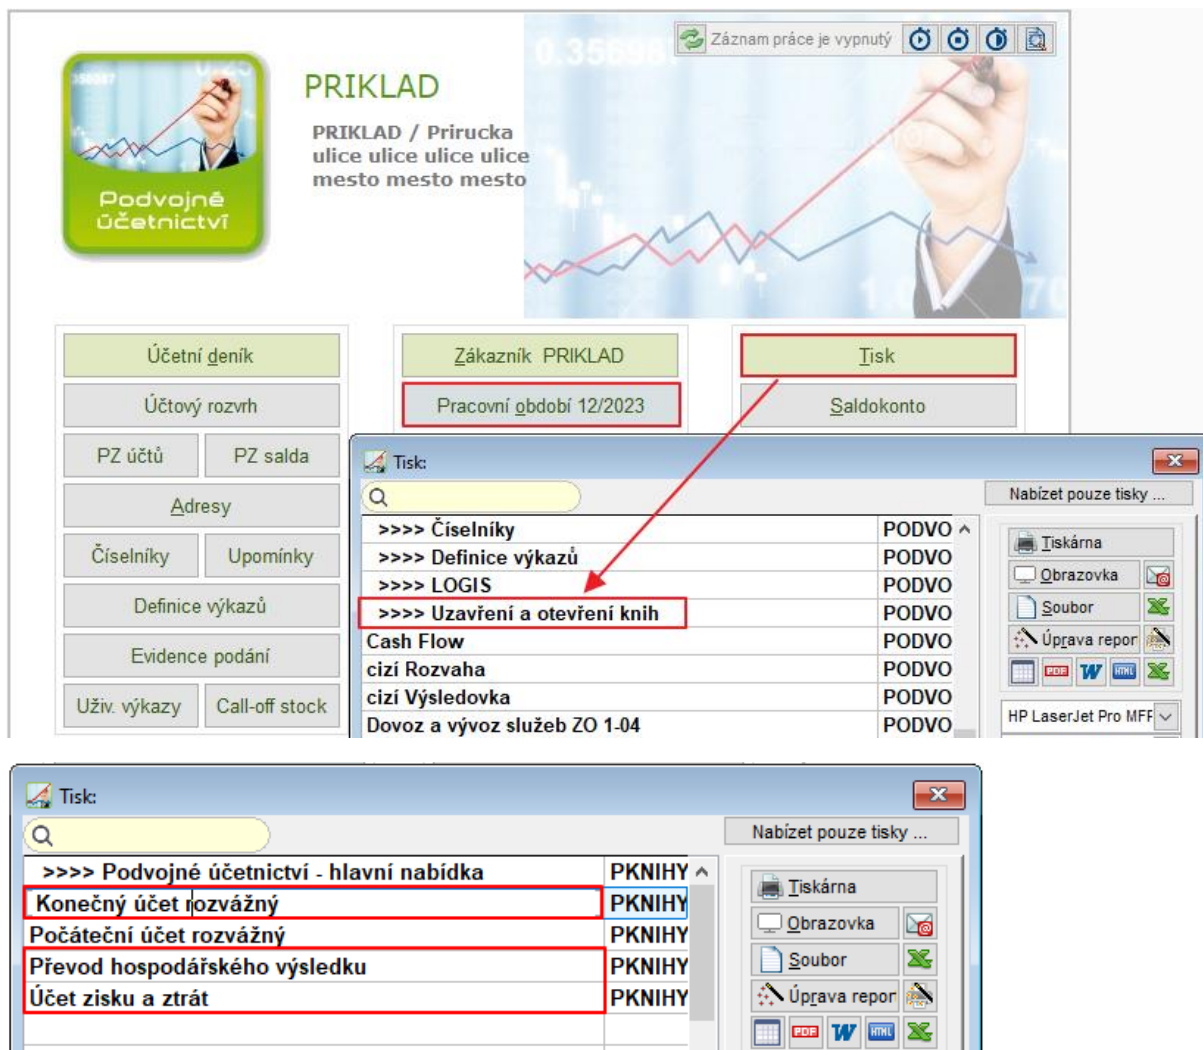 Záznam práce je vypnutý
PRIKLAD
PRIKLAD / Prirucka
ulice ulice ulice ulice
mesto mesto mesto
Podvojné
účetnictví
Účetní deník
Zákazník PRIKLAD
Tisk
Účtový rozvrh
Pracovní období 12/2023
Saldokonto
PZ účtů
PZ salda
Adresy
Číselníky
Upomínky
Definice výkazů
Evidence podání
Uživ. výkazy
Call-off stock
Tisk:
Nabízet pouze tisky ...
>>>> Číselníky PODVO
>>>> Definice výkazů PODVO
>>>> LOGIS PODVO
>>>> Uzavření a otevření knih PODVO
Cash Flow PODVO
cizí Rozvaha PODVO
cizí Výsledovka PODVO
Dovoz a vývoz služeb ZO 1-04 PODVO
Tiskárna
Obrazovka
Soubor
Úprava repor
PDF W HTML
HP LaserJet Pro MFF
Tisk:
Nabízet pouze tisky ...
>>>> Podvojné účetnictví - hlavní nabídka PKNIHY
Konečný účet rozvážný PKNIHY
Počáteční účet rozvážný PKNIHY
Převod hospodářského výsledku PKNIHY
Účet zisku a ztrát PKNIHY
Tiskárna
Obrazovka
Soubor
Úprava repor
PDF W HTML